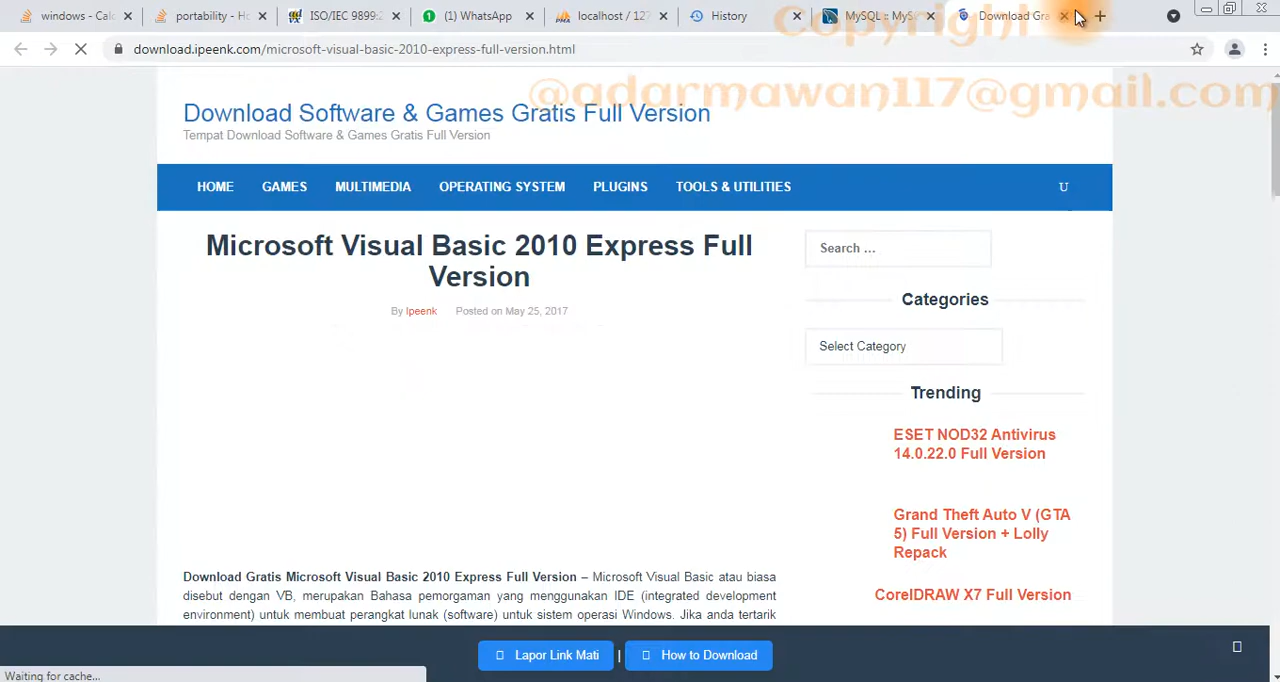 windows - Calc
portability - Ho
ISO/IEC 9899:2
(1) WhatsApp
localhost / 127
History
MySQL :: MyS
Download Gra
Copyright
download.ipeenk.com/microsoft-visual-basic-2010-express-full-version.html
@adarmawan117@gmail.com
Download Software & Games Gratis Full Version
Tempat Download Software & Games Gratis Full Version
HOME GAMES MULTIMEDIA OPERATING SYSTEM PLUGINS TOOLS & UTILITIES U
Microsoft Visual Basic 2010 Express Full
Version
By Ipeenk Posted on May 25, 2017
Search ...
Categories
Select Category
Trending
ESET NOD32 Antivirus
14.0.22.0 Full Version
Grand Theft Auto V (GTA
5) Full Version + Lolly
Repack
CorelDRAW X7 Full Version
Download Gratis Microsoft Visual Basic 2010 Express Full Version – Microsoft Visual Basic atau biasa
disebut dengan VB, merupakan Bahasa pemorgaman yang menggunakan IDE (integrated development
environment) untuk membuat perangkat lunak (software) untuk sistem operasi Windows. Jika anda tertarik
Lapor Link Mati | How to Download
Waiting for cache...